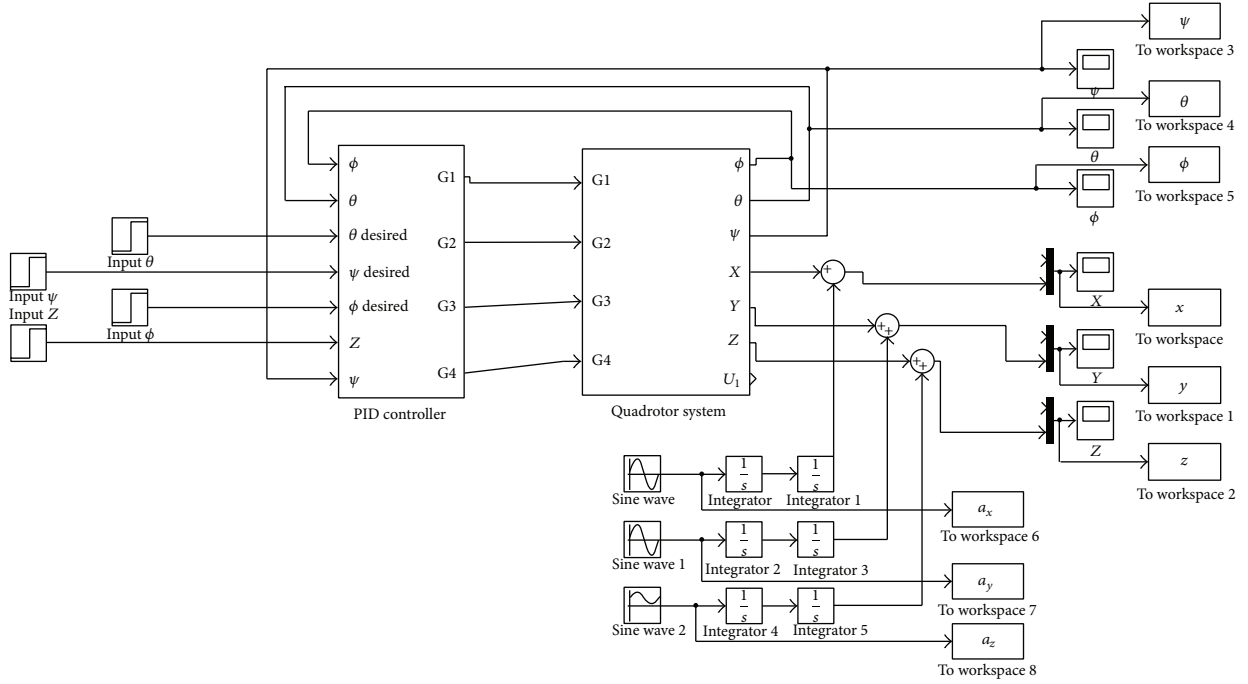 ψ
To workspace 3
ψ
θ
To workspace 4
θ
ϕ
To workspace 5
ϕ
ϕ
θ
θ desired
ψ desired
ϕ desired
Z
ψ
G1
G2
G3
G4
PID controller
G1
G2
G3
G4
ϕ
θ
ψ
X
Y
Z
U1
Quadrotor system
Input θ
Input ψ
Input Z
Input ϕ
+
++
++
X
x
To workspace
Y
y
To workspace 1
Z
z
To workspace 2
Sine wave
1
s
Integrator
1
s
Integrator 1
ax
To workspace 6
Sine wave 1
1
s
Integrator 2
1
s
Integrator 3
ay
To workspace 7
Sine wave 2
1
s
Integrator 4
1
s
Integrator 5
az
To workspace 8